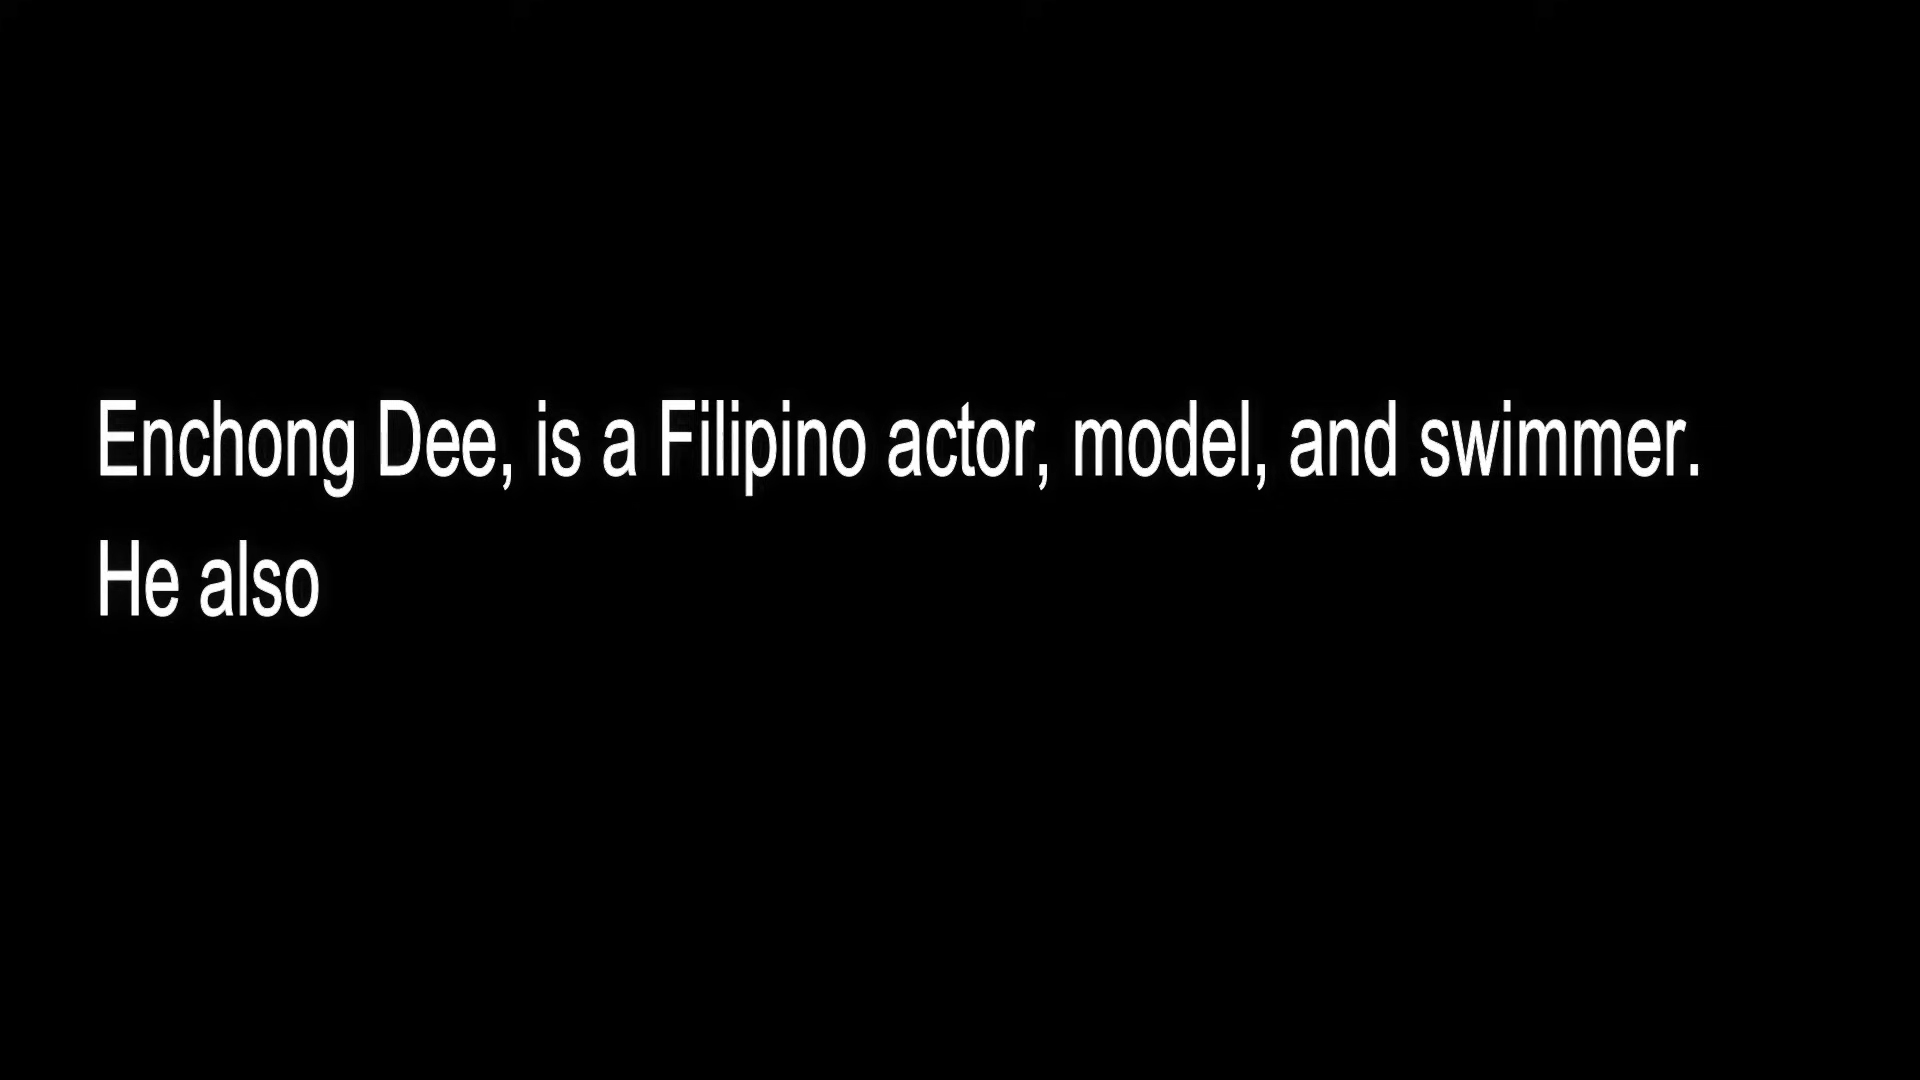 Enchong Dee, is a Filipino actor, model, and swimmer.
He also